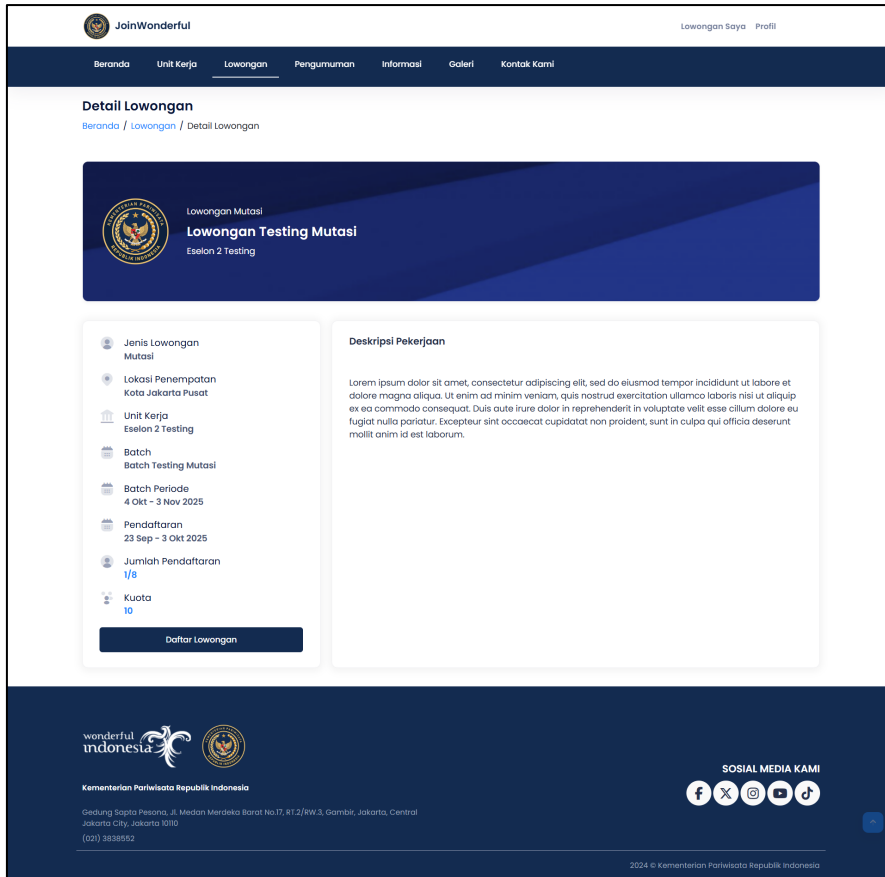 JoinWonderful
Lowongan Saya Profil
Beranda Unit Kerja Lowongan Pengumuman Informasi Galeri Kontak Kami
Detail Lowongan
Beranda / Lowongan / Detail Lowongan
KEMENTERIAN PARIWISATA
REPUBLIK INDONESIA
Lowongan Mutasi
Lowongan Testing Mutasi
Eselon 2 Testing
Jenis Lowongan
Mutasi
Lokasi Penempatan
Kota Jakarta Pusat
Unit Kerja
Eselon 2 Testing
Batch
Batch Testing Mutasi
Batch Periode
4 Okt - 3 Nov 2025
Pendaftaran
23 Sep - 3 Okt 2025
Jumlah Pendaftaran
1/8
Kuota
10
Daftar Lowongan
Deskripsi Pekerjaan
Lorem ipsum dolor sit amet, consectetur adipiscing elit, sed do eiusmod tempor incididunt ut labore et
dolore magna aliqua. Ut enim ad minim veniam, quis nostrud exercitation ullamco laboris nisi ut aliquip
ex ea commodo consequat. Duis aute irure dolor in reprehenderit in voluptate velit esse cillum dolore eu
fugiat nulla pariatur. Excepteur sint occaecat cupidatat non proident, sunt in culpa qui officia deserunt
mollit anim id est laborum.
wonderful
indonesia
Kementerian Pariwisata Republik Indonesia
Gedung Sapta Pesona, Jl. Medan Merdeka Barat No.17, RT.2/RW.3, Gambir, Jakarta, Central
Jakarta City, Jakarta 10110
(021) 3838552
SOSIAL MEDIA KAMI
2024 © Kementerian Pariwisata Republik Indonesia